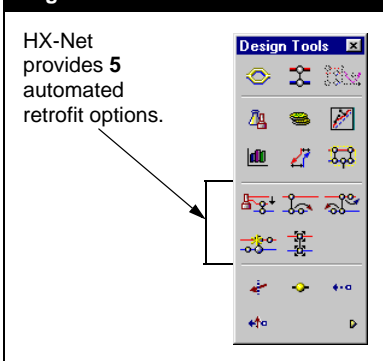 HX-Net
provides 5
automated
retrofit options.
Design Tools